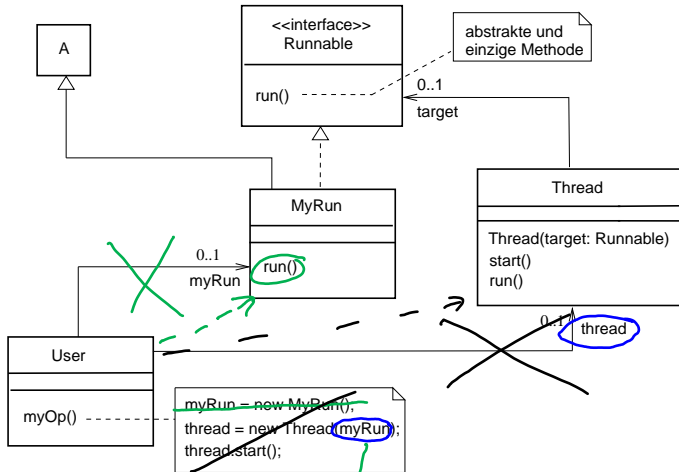 <<interface>>
Runnable
run()
abstrakte und
einzige Methode
A
0..1
target
MyRun
run()
Thread
Thread(target: Runnable)
start()
run()
0..1
myRun
0..1
thread
User
myOp()
myRun = new MyRun();
thread = new Thread(myRun);
thread.start();